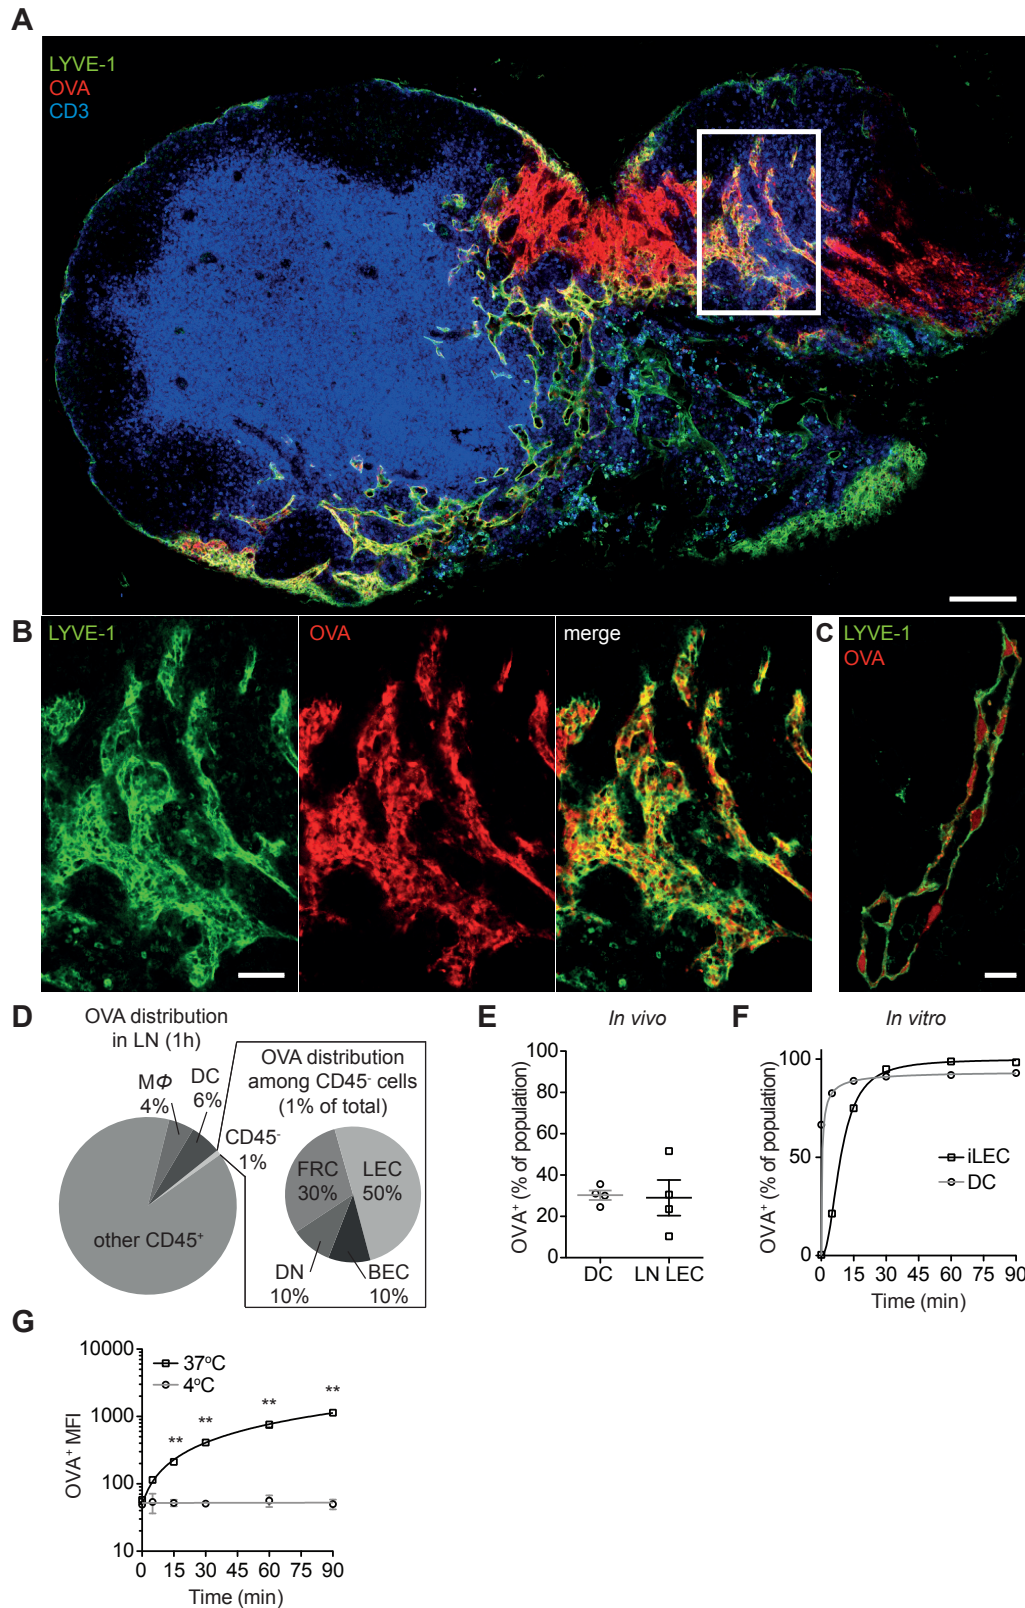 A
LYVE-1
OVA
CD3
B
LYVE-1
OVA
merge
C
LYVE-1
OVA
D
OVA distribution
in LN (1h)
MΦ
4%
DC
6%
CD45⁻
1%
other CD45⁺
OVA distribution
among CD45⁻ cells
(1% of total)
FRC
30%
LEC
50%
DN
10%
BEC
10%
E
In vivo
OVA⁺ (% of population)
100
80
60
40
20
0
DC
LN LEC
F
In vitro
OVA⁺ (% of population)
100
50
0
iLEC
DC
0 15 30 45 60 75 90
Time (min)
G
OVA⁺ MFI
10000
1000
100
10
37ºC
4ºC
**
**
**
**
0 15 30 45 60 75 90
Time (min)